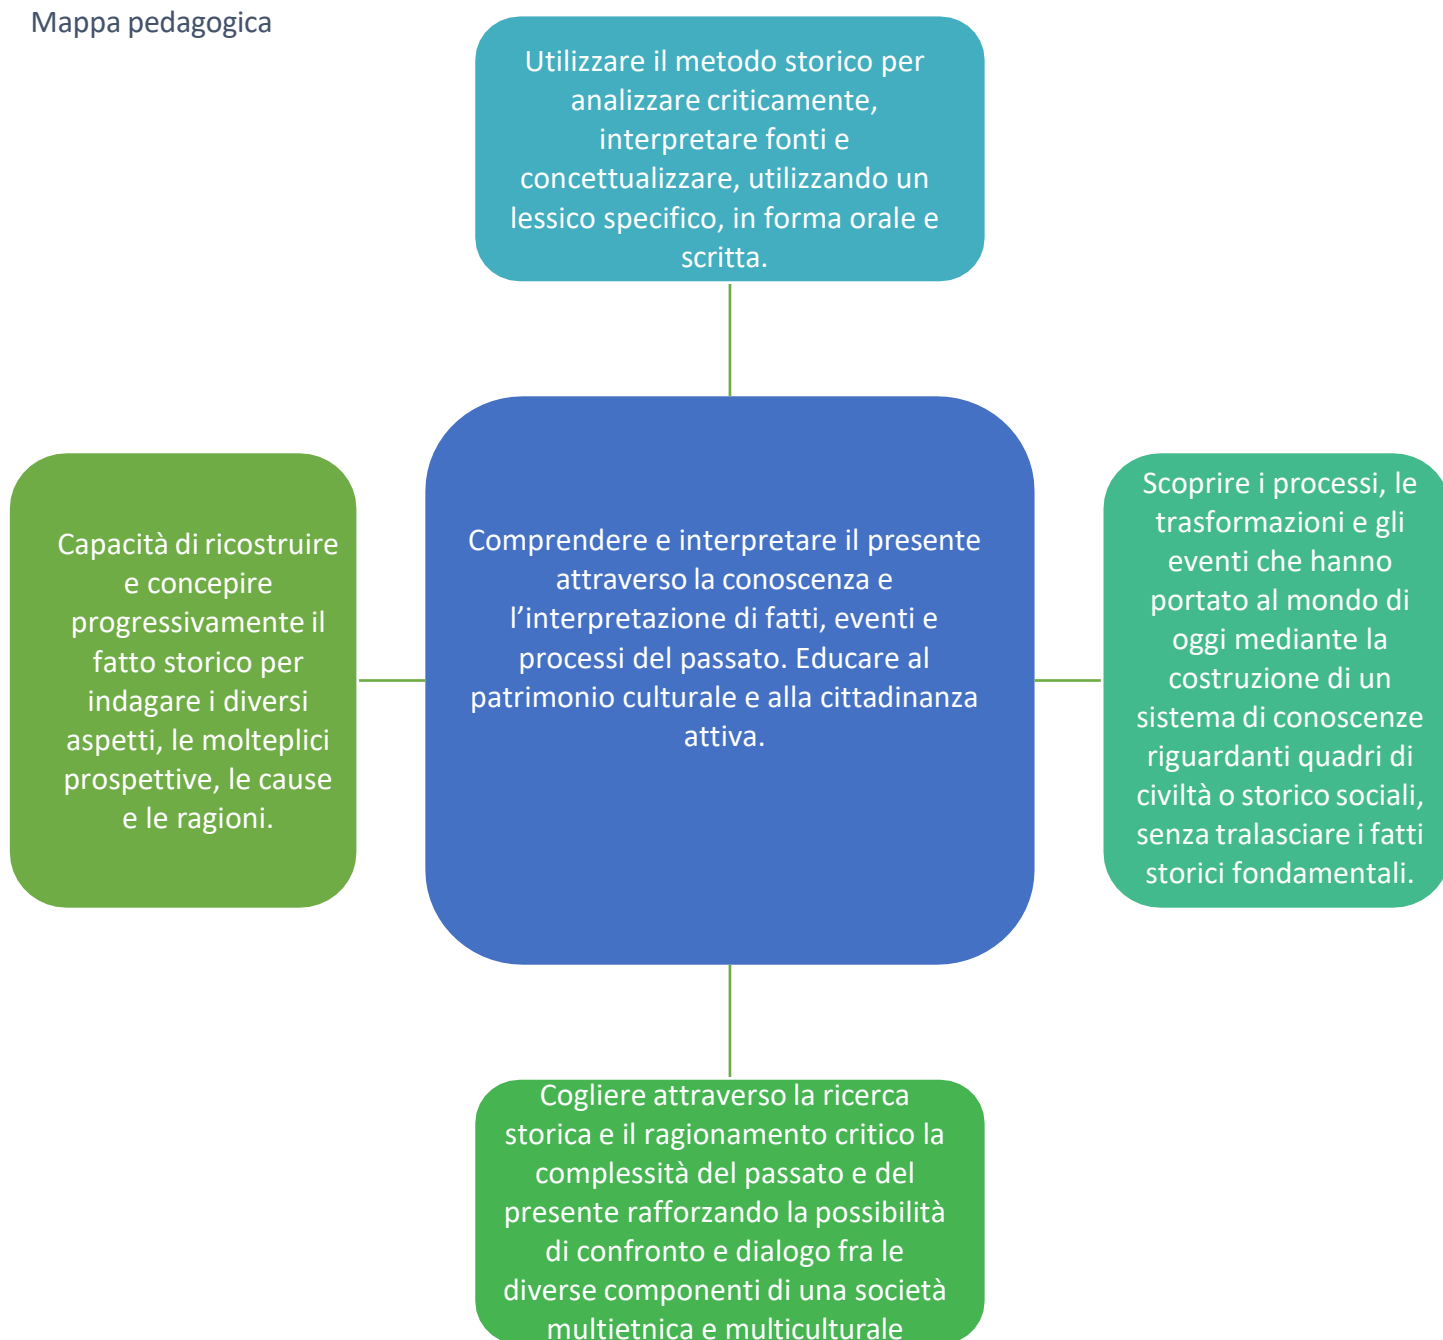 Mappa pedagogica
Utilizzare il metodo storico per
analizzare criticamente,
interpretare fonti e
concettualizzare, utilizzando un
lessico specifico, in forma orale e
scritta.
Capacità di ricostruire
e concepire
progressivamente il
fatto storico per
indagare i diversi
aspetti, le molteplici
prospettive, le cause
e le ragioni.
Comprendere e interpretare il presente
attraverso la conoscenza e
l’interpretazione di fatti, eventi e
processi del passato. Educare al
patrimonio culturale e alla cittadinanza
attiva.
Scoprire i processi, le
trasformazioni e gli
eventi che hanno
portato al mondo di
oggi mediante la
costruzione di un
sistema di conoscenze
riguardanti quadri di
civiltà o storico sociali,
senza tralasciare i fatti
storici fondamentali.
Cogliere attraverso la ricerca
storica e il ragionamento critico la
complessità del passato e del
presente rafforzando la possibilità
di confronto e dialogo fra le
diverse componenti di una società
multietnica e multiculturale